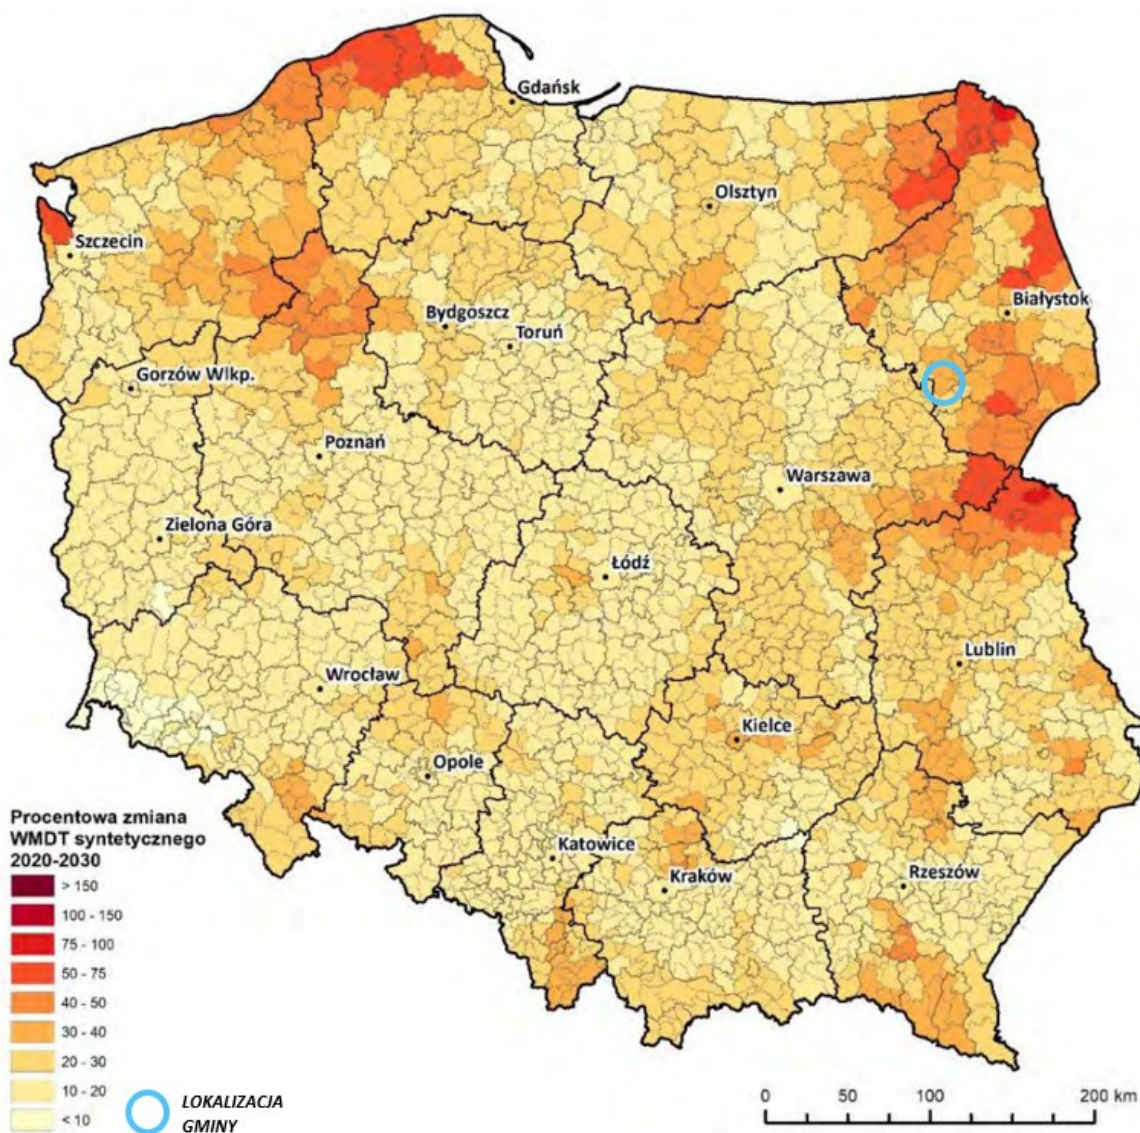 Gdańsk
Olsztyn
Szczecin
Białystok
Bydgoszcz
Toruń
Gorzów Wlkp.
Poznań
Warszawa
Zielona Góra
Łódź
Lublin
Wrocław
Kielce
Opole
Katowice
Kraków
Rzeszów
Procentowa zmiana
WMDT syntetycznego
2020-2030
> 150
100 - 150
75 - 100
50 - 75
40 - 50
30 - 40
20 - 30
10 - 20
< 10
LOKALIZACJA
GMINY
0 50 100 200 km